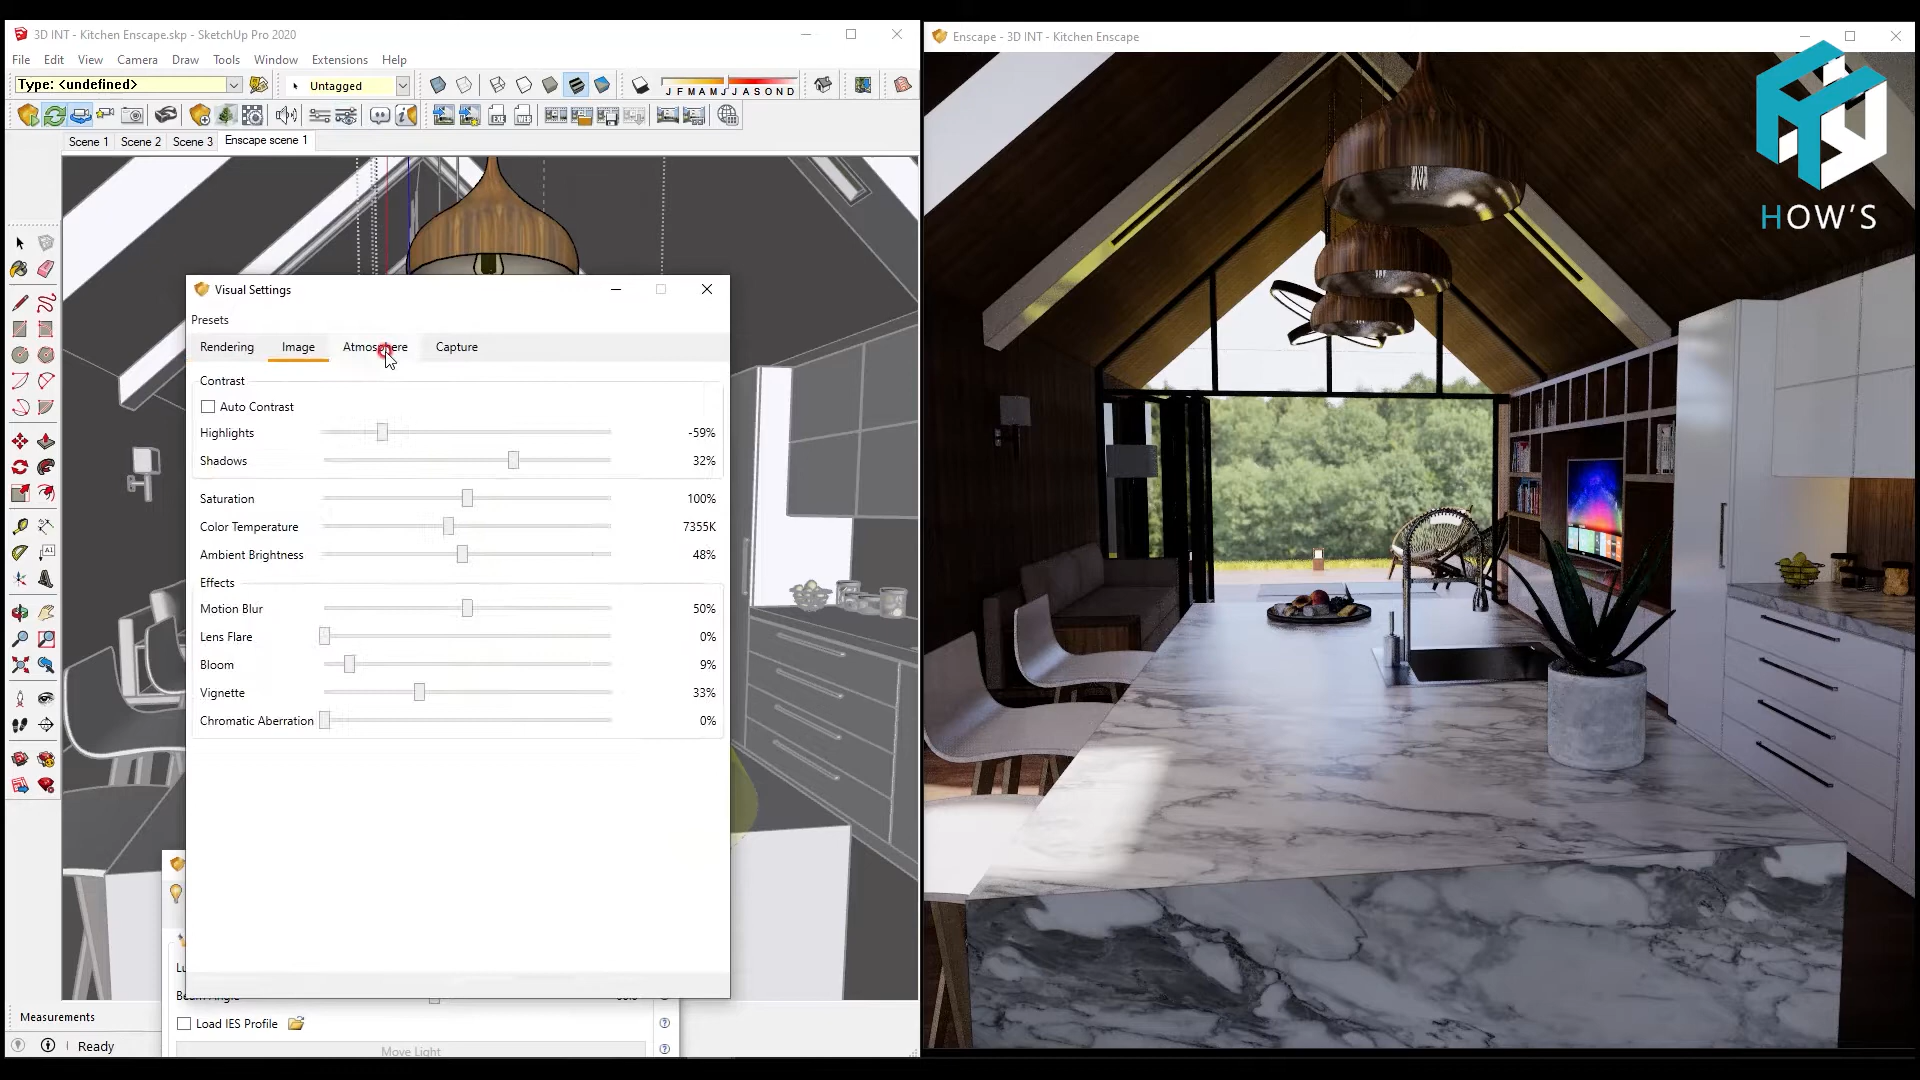 3D INT - Kitchen Enscape.skp - SketchUp Pro 2020
File Edit View Camera Draw Tools Window Extensions Help
Type: <undefined>
Untagged
J F M A M J J A S O N D
Scene 1 Scene 2 Scene 3 Enscape scene 1
Visual Settings
Presets
Rendering Image Atmosphere Capture
Contrast
Auto Contrast
Highlights -59%
Shadows 32%
Saturation 100%
Color Temperature 7355K
Ambient Brightness 48%
Effects
Motion Blur 50%
Lens Flare 0%
Bloom 9%
Vignette 33%
Chromatic Aberration 0%
Load IES Profile
Move Light
Measurements
Ready
Enscape - 3D INT - Kitchen Enscape
HOW'S